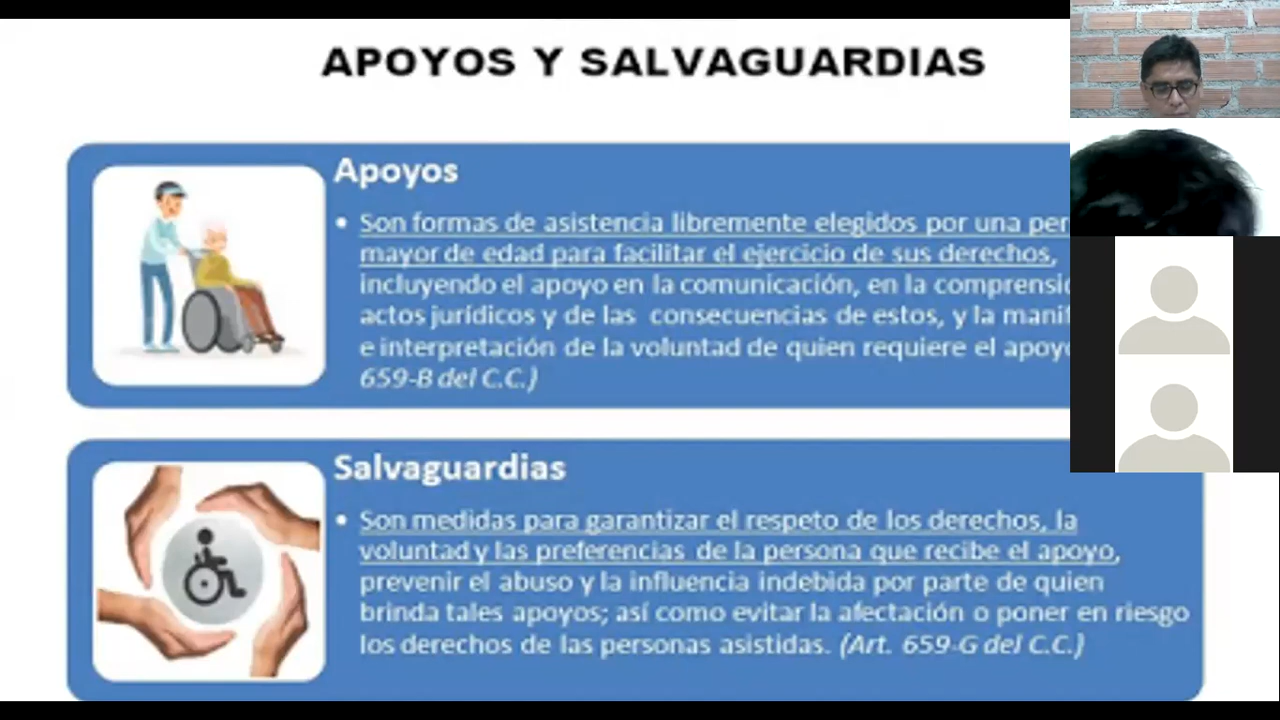 APOYOS Y SALVAGUARDIAS
Apoyos
• Son formas de asistencia libremente elegidos por una per
mayor de edad para facilitar el ejercicio de sus derechos,
incluyendo el apoyo en la comunicación, en la comprensi
actos jurídicos y de las consecuencias de estos, y la mani
e interpretación de la voluntad de quien requiere el apoy
659-B del C.C.)
Salvaguardias
• Son medidas para garantizar el respeto de los derechos, la
voluntad y las preferencias de la persona que recibe el apoyo,
prevenir el abuso y la influencia indebida por parte de quien
brinda tales apoyos; así como evitar la afectación o poner en riesgo
los derechos de las personas asistidas. (Art. 659-G del C.C.)